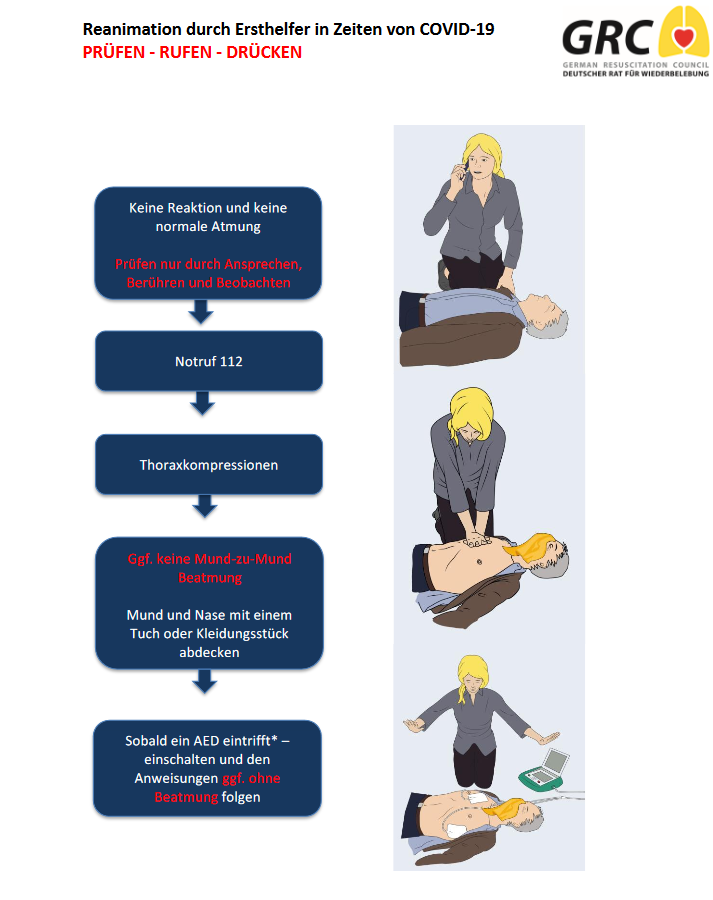 Reanimation durch Ersthelfer in Zeiten von COVID-19
PRÜFEN - RUFEN - DRÜCKEN
GRC
GERMAN RESUSCITATION COUNCIL
DEUTSCHER RAT FÜR WIEDERBELEBUNG
Keine Reaktion und keine
normale Atmung
Prüfen nur durch Ansprechen,
Berühren und Beobachten
Notruf 112
Thoraxkompressionen
Ggf. keine Mund-zu-Mund
Beatmung
Mund und Nase mit einem
Tuch oder Kleidungsstück
abdecken
Sobald ein AED eintrifft* –
einschalten und den
Anweisungen ggf. ohne
Beatmung folgen